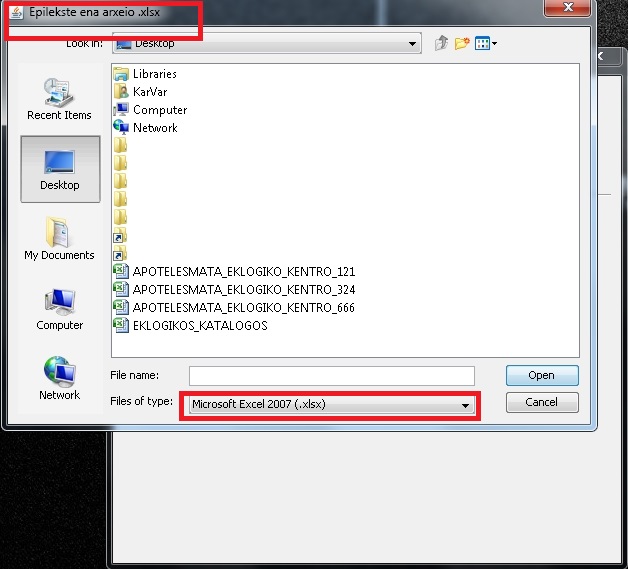 Epilekste ena arxeio .xlsx
Look in:
Desktop
Recent Items
Desktop
My Documents
Computer
Network
Libraries
KarVar
Computer
Network
APOTELESMATA_EKLOGIKO_KENTRO_121
APOTELESMATA_EKLOGIKO_KENTRO_324
APOTELESMATA_EKLOGIKO_KENTRO_666
EKLOGIKOS_KATALOGOS
File name:
Open
Files of type:
Microsoft Excel 2007 (.xlsx)
Cancel